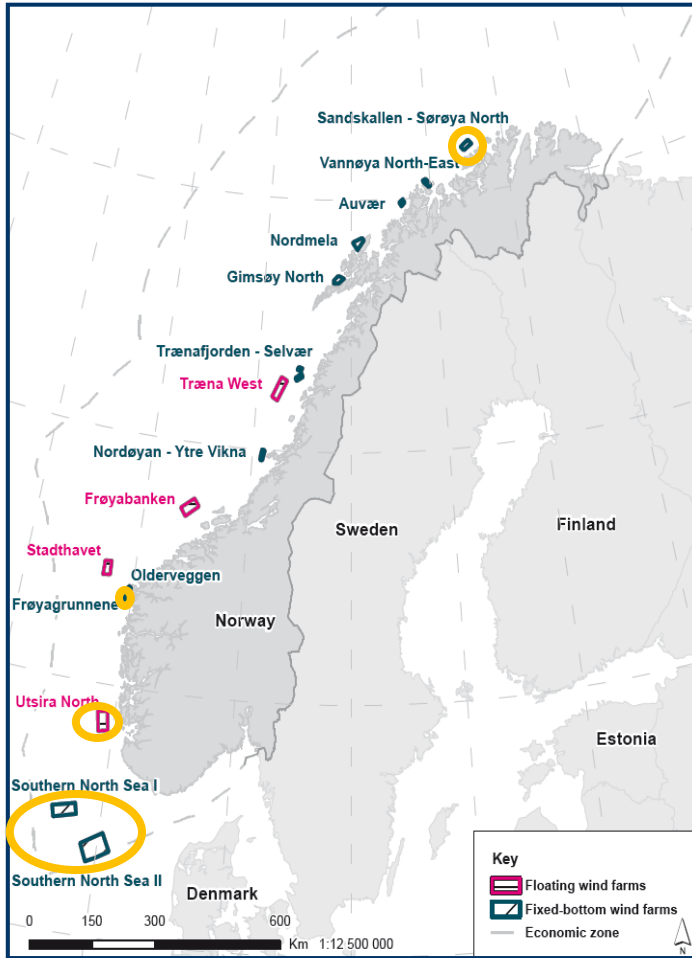 Sandskallen - Sørøya North
Vannøya North-East
Auvær
Nordmela
Gimsøy North
Trænafjorden - Selvær
Træna West
Nordøyan - Ytre Vikna
Frøyabanken
Sweden
Finland
Stadthavet
Olderveggen
Frøyagrunnene
Norway
Utsira North
Estonia
Southern North Sea I
Southern North Sea II
Denmark
Key
Floating wind farms
Fixed-bottom wind farms
Economic zone
0 150 300 600
Km 1:12 500 000
N